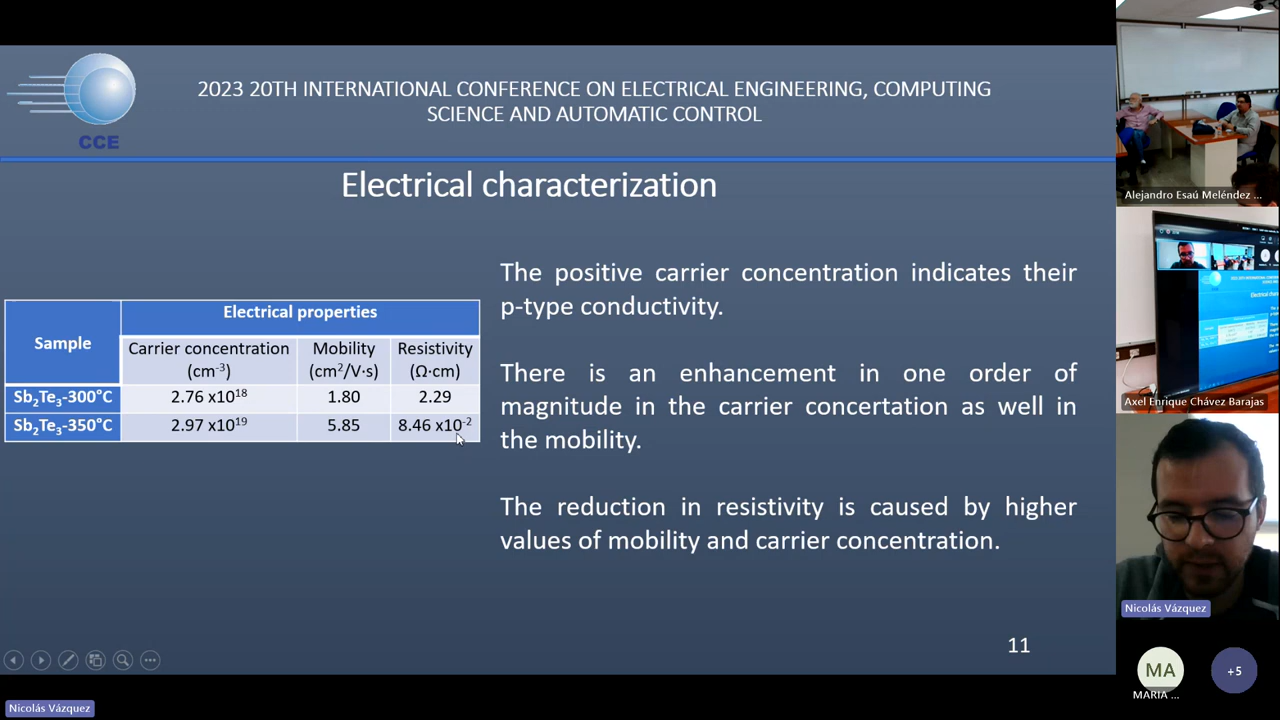 2023 20TH INTERNATIONAL CONFERENCE ON ELECTRICAL ENGINEERING, COMPUTING
SCIENCE AND AUTOMATIC CONTROL
CCE
Electrical characterization
The positive carrier concentration indicates their
p-type conductivity.
There is an enhancement in one order of
magnitude in the carrier concertation as well in
the mobility.
The reduction in resistivity is caused by higher
values of mobility and carrier concentration.
Sample
Electrical properties
Carrier concentration Mobility Resistivity
(cm⁻³) (cm²/V·s) (Ω·cm)
Sb₂Te₃-300°C 2.76 x10¹⁸ 1.80 2.29
Sb₂Te₃-350°C 2.97 x10¹⁹ 5.85 8.46 x10⁻²
11
Nicolás Vázquez
Alejandro Esaú Meléndez ...
Axel Enrique Chávez Barajas
Nicolás Vázquez
MA
MARIA ...
+5